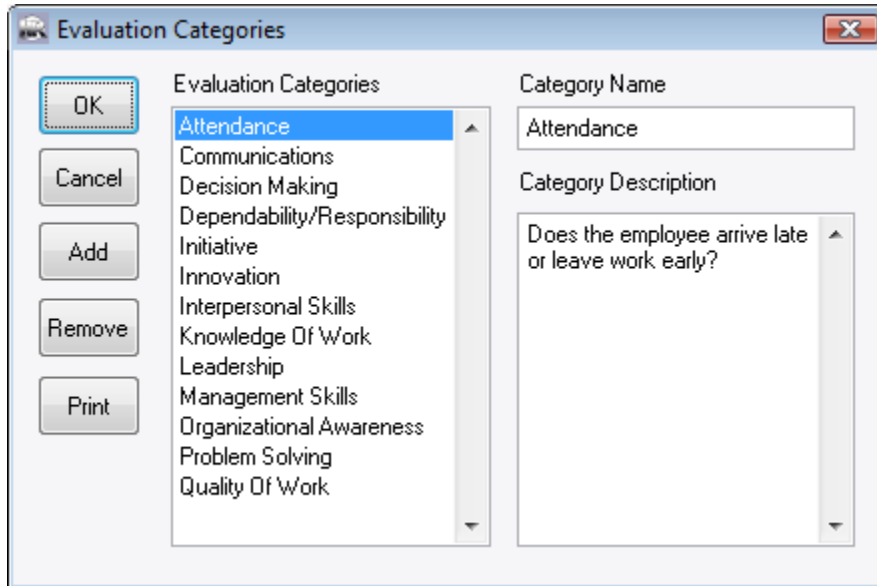 Evaluation Categories
OK
Cancel
Add
Remove
Print
Evaluation Categories
Attendance
Communications
Decision Making
Dependability/Responsibility
Initiative
Innovation
Interpersonal Skills
Knowledge Of Work
Leadership
Management Skills
Organizational Awareness
Problem Solving
Quality Of Work
Category Name
Attendance
Category Description
Does the employee arrive late
or leave work early?